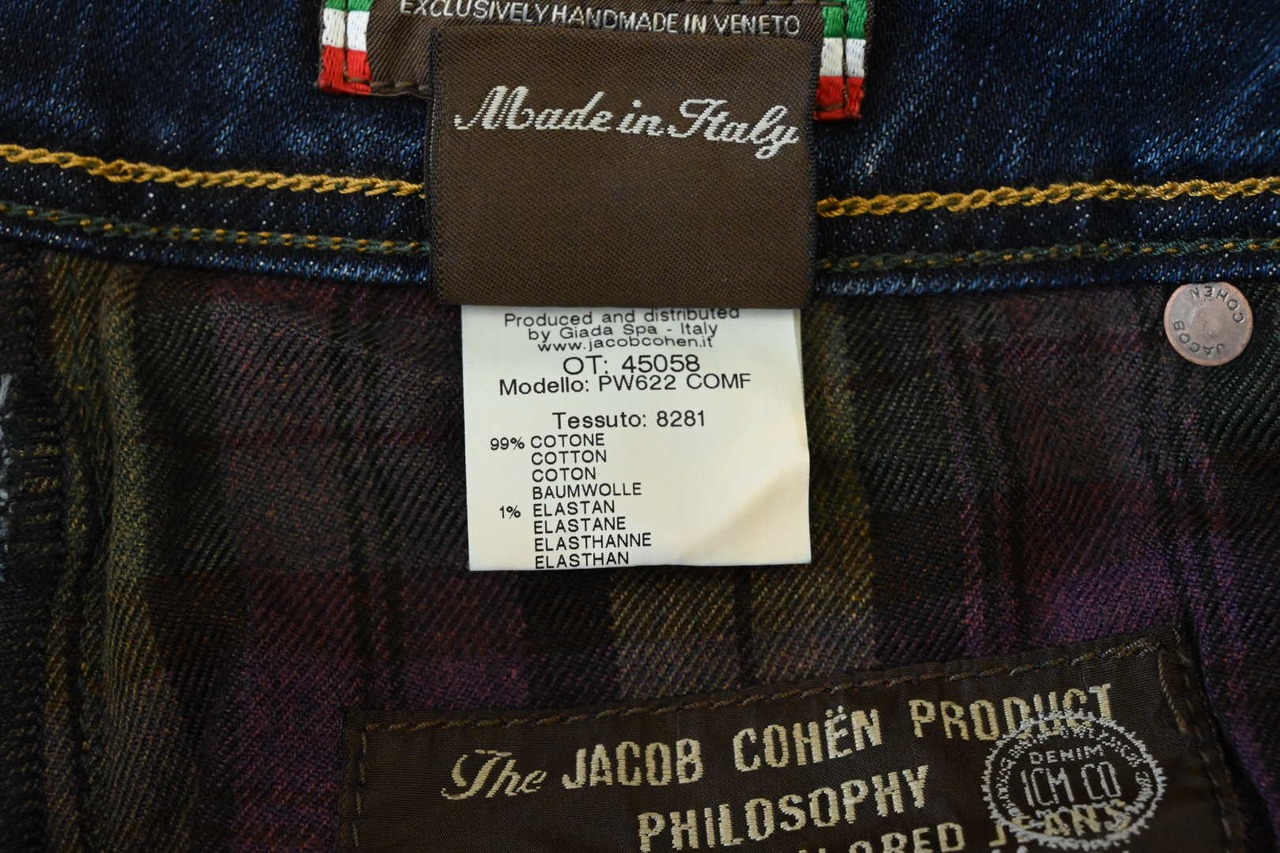 EXCLUSIVELY HANDMADE IN VENETO
Made in Italy
Produced and distributed
by Giada Spa - Italy
www.jacobcohen.it
OT: 45058
Modello: PW622 COMF
Tessuto: 8281
99% COTONE
COTTON
COTON
BAUMWOLLE
1% ELASTAN
ELASTANE
ELASTHANNE
ELASTHAN
JACOB COHËN
The JACOB COHËN PRODUCT
PHILOSOPHY
DENIM
JEANS